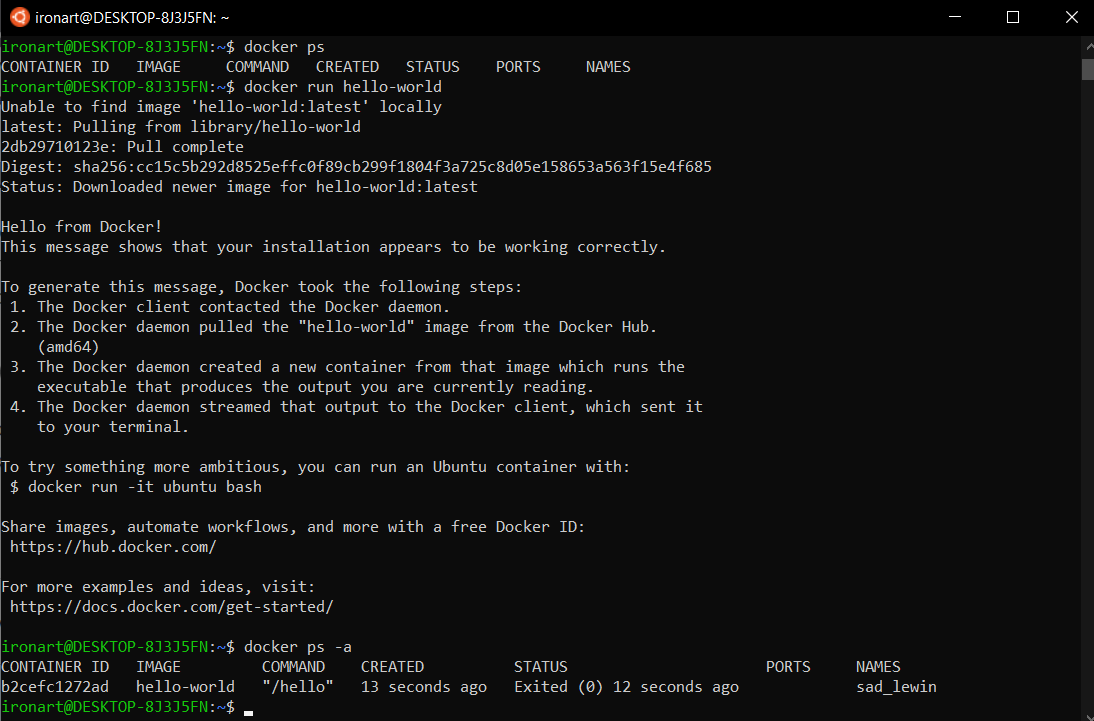 ironart@DESKTOP-8J3J5FN: ~
ironart@DESKTOP-8J3J5FN:~$ docker ps
CONTAINER ID   IMAGE     COMMAND   CREATED   STATUS    PORTS     NAMES
ironart@DESKTOP-8J3J5FN:~$ docker run hello-world
Unable to find image 'hello-world:latest' locally
latest: Pulling from library/hello-world
2db29710123e: Pull complete
Digest: sha256:cc15c5b292d8525effc0f89cb299f1804f3a725c8d05e158653a563f15e4f685
Status: Downloaded newer image for hello-world:latest

Hello from Docker!
This message shows that your installation appears to be working correctly.

To generate this message, Docker took the following steps:
 1. The Docker client contacted the Docker daemon.
 2. The Docker daemon pulled the "hello-world" image from the Docker Hub.
    (amd64)
 3. The Docker daemon created a new container from that image which runs the
    executable that produces the output you are currently reading.
 4. The Docker daemon streamed that output to the Docker client, which sent it
    to your terminal.

To try something more ambitious, you can run an Ubuntu container with:
 $ docker run -it ubuntu bash

Share images, automate workflows, and more with a free Docker ID:
 https://hub.docker.com/

For more examples and ideas, visit:
 https://docs.docker.com/get-started/

ironart@DESKTOP-8J3J5FN:~$ docker ps -a
CONTAINER ID   IMAGE         COMMAND    CREATED          STATUS                      PORTS     NAMES
b2cefc1272ad   hello-world   "/hello"   13 seconds ago   Exited (0) 12 seconds ago             sad_lewin
ironart@DESKTOP-8J3J5FN:~$